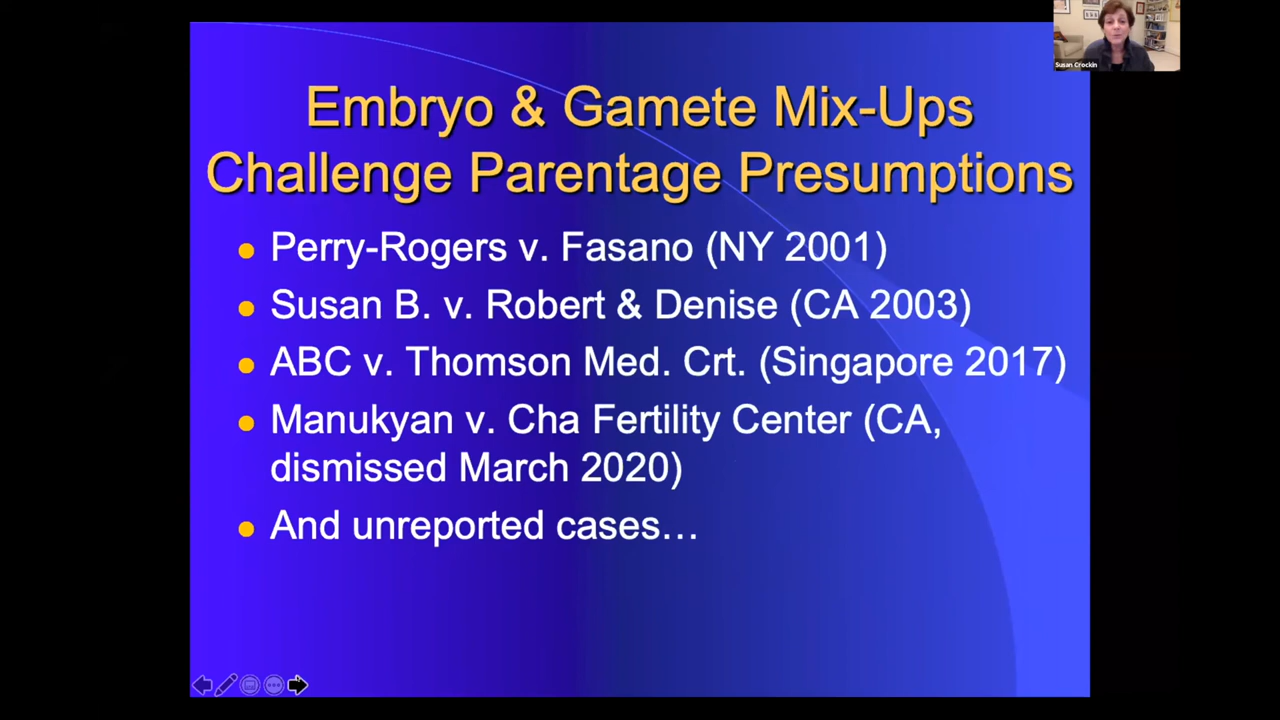 Susan Crockin
Embryo & Gamete Mix-Ups
Challenge Parentage Presumptions
Perry-Rogers v. Fasano (NY 2001)
Susan B. v. Robert & Denise (CA 2003)
ABC v. Thomson Med. Crt. (Singapore 2017)
Manukyan v. Cha Fertility Center (CA,
dismissed March 2020)
And unreported cases…